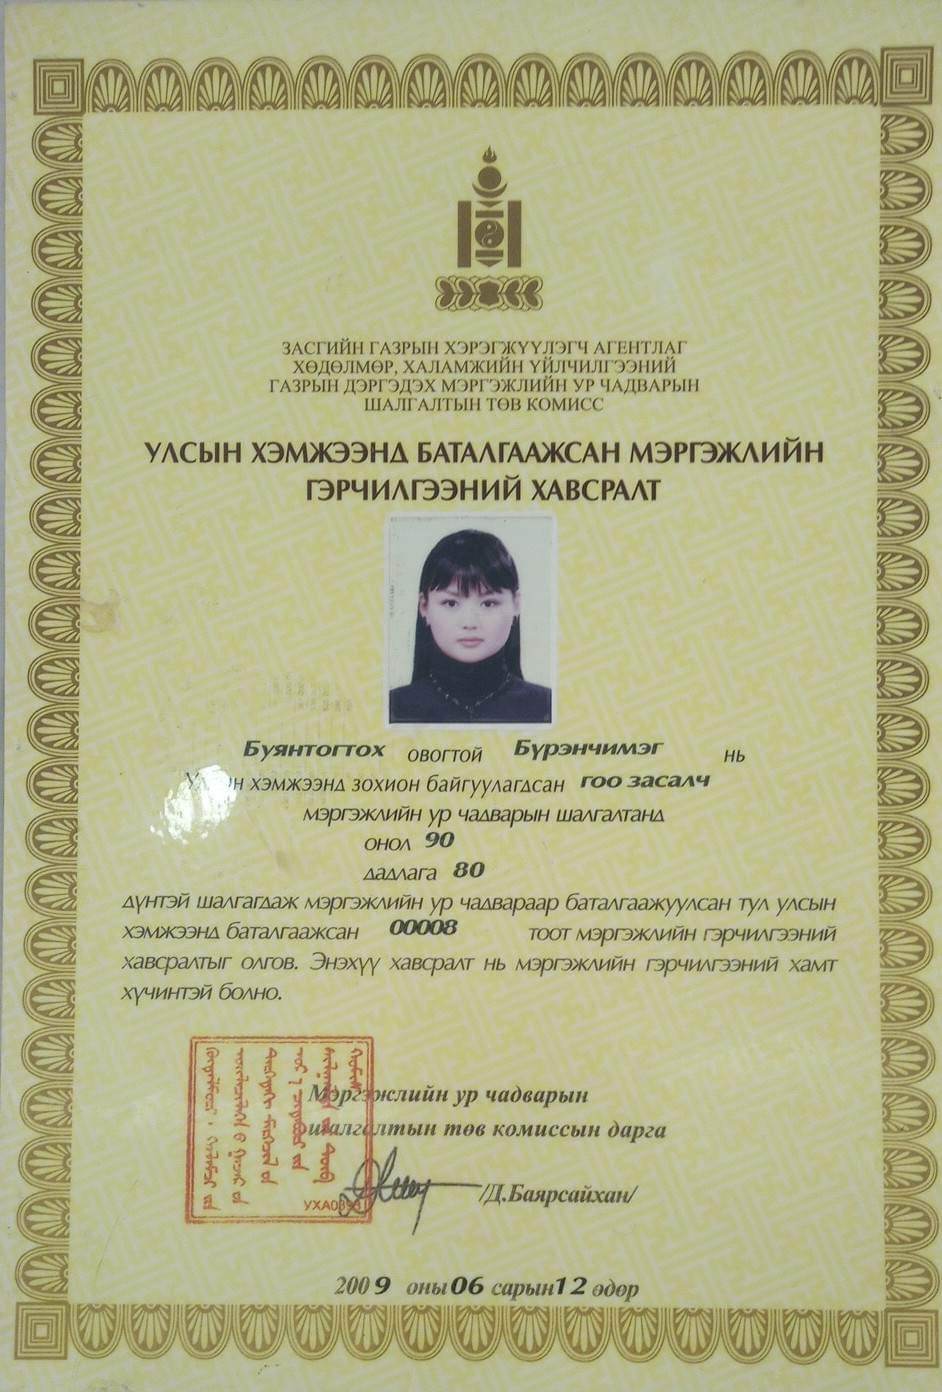 ЗАСГИЙН ГАЗРЫН ХЭРЭГЖҮҮЛЭГЧ АГЕНТЛАГ
ХӨДӨЛМӨР, ХАЛАМЖИЙН ҮЙЛЧИЛГЭЭНИЙ
ГАЗРЫН ДЭРГЭДЭХ МЭРГЭЖЛИЙН УР ЧАДВАРЫН
ШАЛГАЛТЫН ТӨВ КОМИСС
УЛСЫН ХЭМЖЭЭНД БАТАЛГААЖСАН МЭРГЭЖЛИЙН
ГЭРЧИЛГЭЭНИЙ ХАВСРАЛТ
Буянтогтох овогтой Бүрэнчимэг нь
Улсын хэмжээнд зохион байгуулагдсан гоо засалч
мэргэжлийн ур чадварын шалгалтанд
онол 90
дадлага 80
дүнтэй шалгагдаж мэргэжлийн ур чадвараар баталгаажуулсан тул улсын
хэмжээнд баталгаажсан 00008 тоот мэргэжлийн гэрчилгээний
хавсралтыг олгов. Энэхүү хавсралт нь мэргэжлийн гэрчилгээний хамт
хүчинтэй болно.
Мэргэжлийн ур чадварын
шалгалтын төв комиссын дарга
/Д.Баярсайхан/
2009 оны 06 сарын 12 өдөр